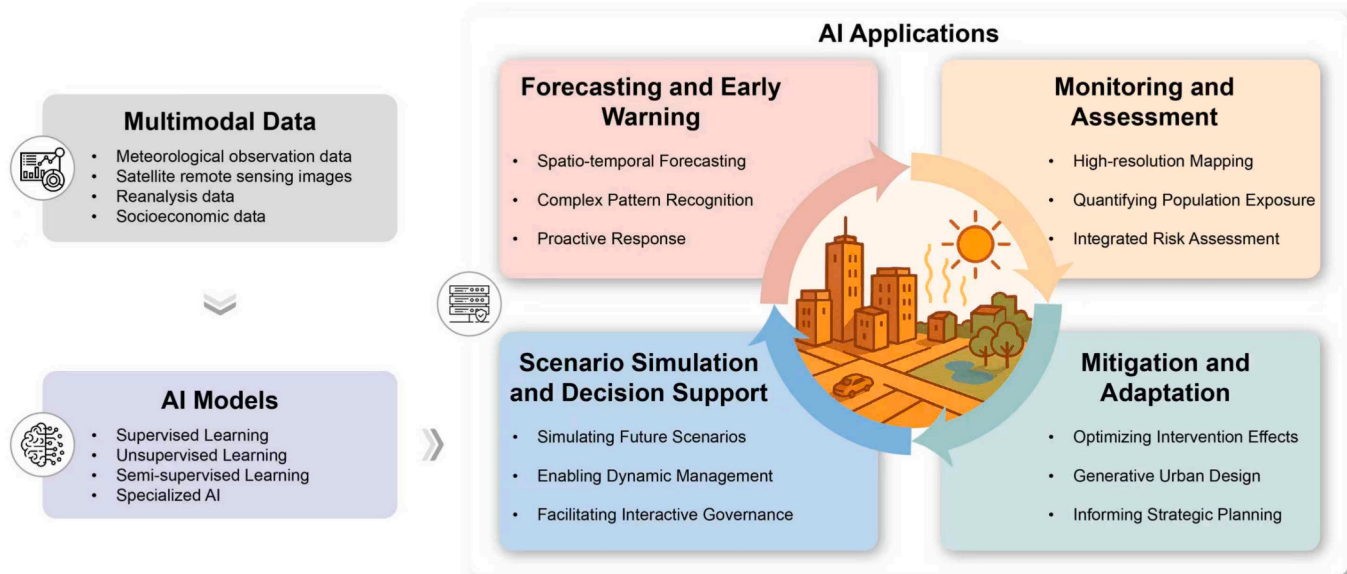 Multimodal Data
• Meteorological observation data
• Satellite remote sensing images
• Reanalysis data
• Socioeconomic data
AI Models
• Supervised Learning
• Unsupervised Learning
• Semi-supervised Learning
• Specialized AI
AI Applications
Forecasting and Early
Warning
• Spatio-temporal Forecasting
• Complex Pattern Recognition
• Proactive Response
Monitoring and
Assessment
• High-resolution Mapping
• Quantifying Population Exposure
• Integrated Risk Assessment
Scenario Simulation
and Decision Support
• Simulating Future Scenarios
• Enabling Dynamic Management
• Facilitating Interactive Governance
Mitigation and
Adaptation
• Optimizing Intervention Effects
• Generative Urban Design
• Informing Strategic Planning